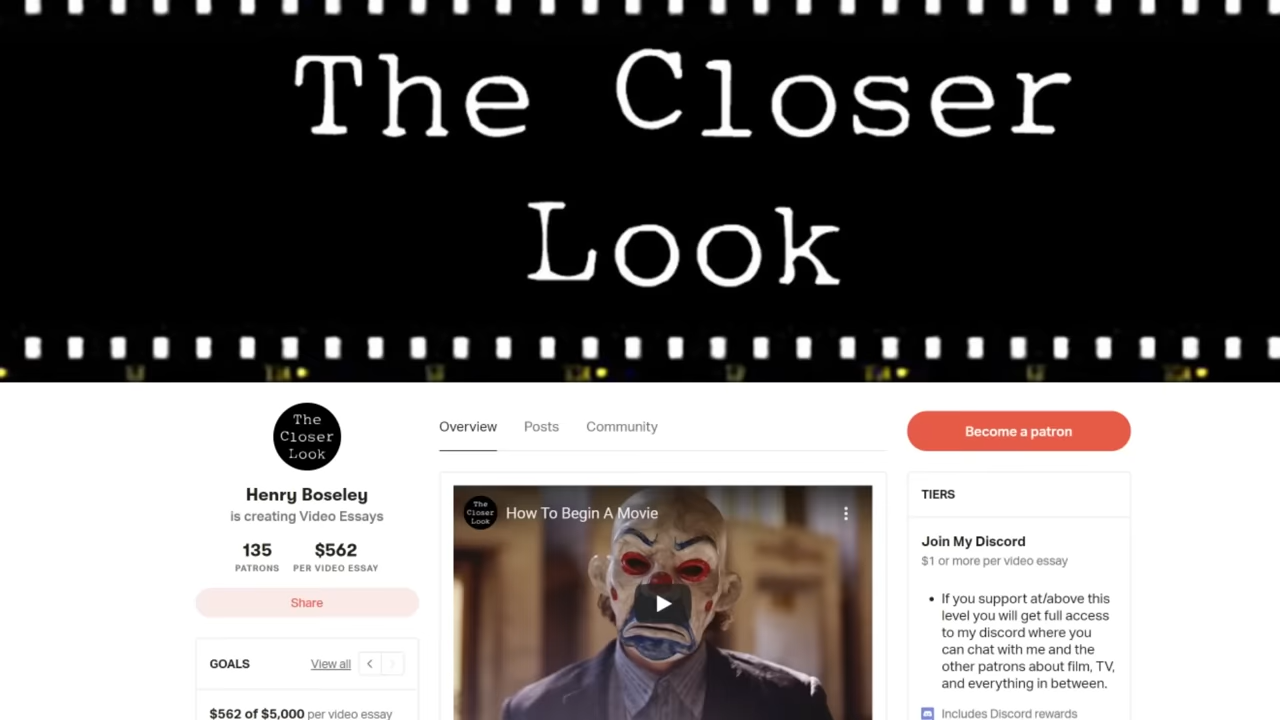 The Closer
Look
The
Closer
Look
Henry Boseley
is creating Video Essays
135
PATRONS
$562
PER VIDEO ESSAY
Share
GOALS
View all
$562 of $5,000 per video essay
Overview
Posts
Community
The
Closer
Look
How To Begin A Movie
Become a patron
TIERS
Join My Discord
$1 or more per video essay
• If you support at/above this
level you will get full access
to my discord where you
can chat with me and the
other patrons about film, TV,
and everything in between.
Includes Discord rewards